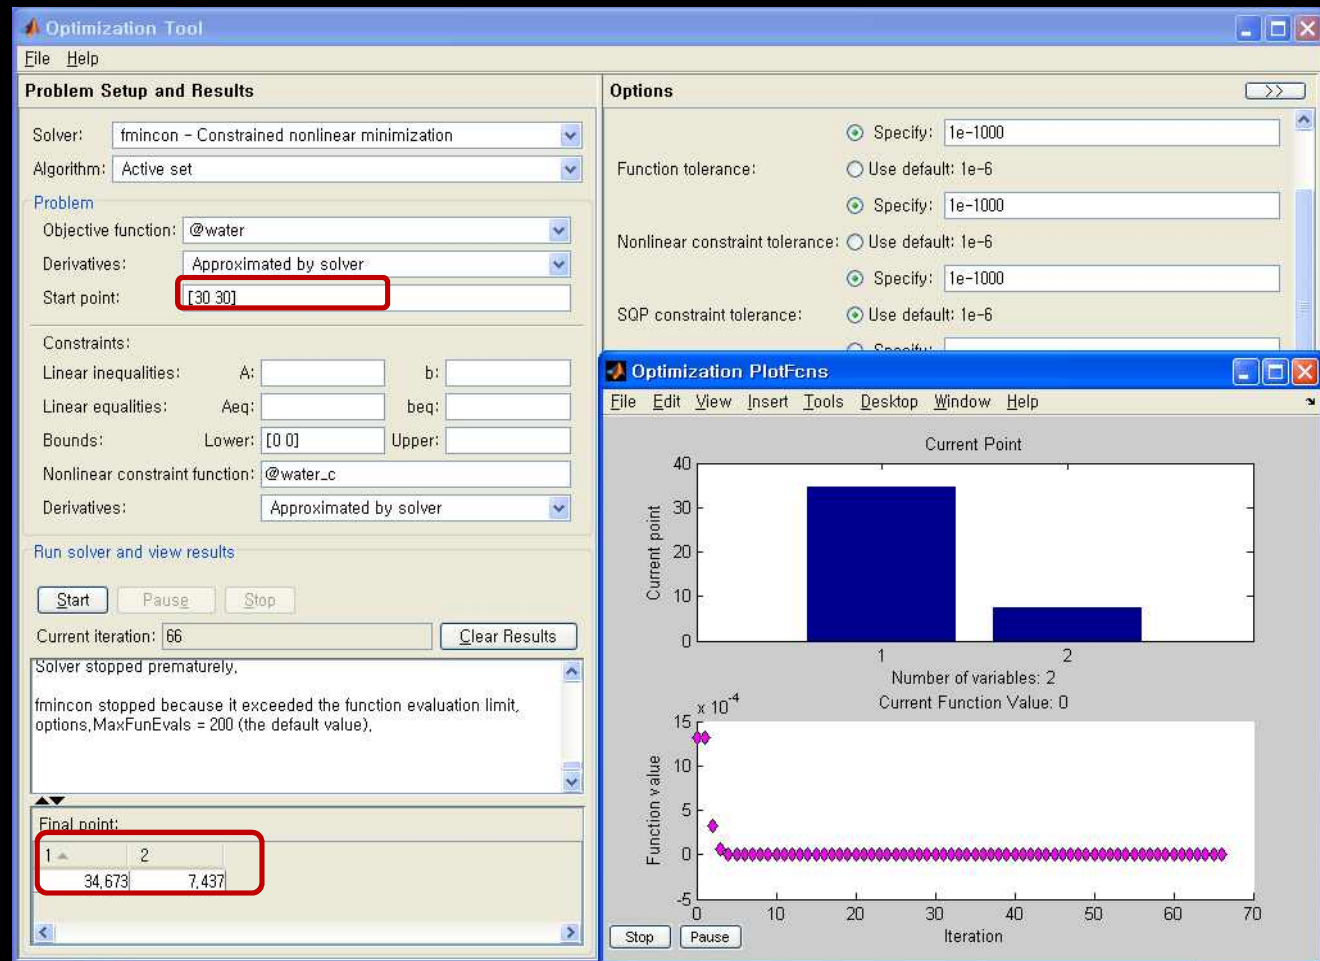 Optimization Tool
File Help
Problem Setup and Results
Solver: fmincon - Constrained nonlinear minimization
Algorithm: Active set
Problem
Objective function: @water
Derivatives: Approximated by solver
Start point: [30 30]
Constraints:
Linear inequalities: A: b:
Linear equalities: Aeq: beq:
Bounds: Lower: [0 0] Upper:
Nonlinear constraint function: @water_c
Derivatives: Approximated by solver
Run solver and view results
Start Pause Stop
Current iteration: 66 Clear Results
Solver stopped prematurely,
fmincon stopped because it exceeded the function evaluation limit,
options,MaxFunEvals = 200 (the default value),
Final point:
1 2
34,673 7,437
Options >>
Specify: 1e-1000
Function tolerance: Use default: 1e-6
Specify: 1e-1000
Nonlinear constraint tolerance: Use default: 1e-6
Specify: 1e-1000
SQP constraint tolerance: Use default: 1e-6
Specify:
Optimization PlotFcns
File Edit View Insert Tools Desktop Window Help
Current Point
40
30
20
10
0
Current point
1 2
Number of variables: 2
Current Function Value: 0
x 10-4
15
10
5
0
-5
Function value
0 10 20 30 40 50 60 70
Iteration
Stop Pause